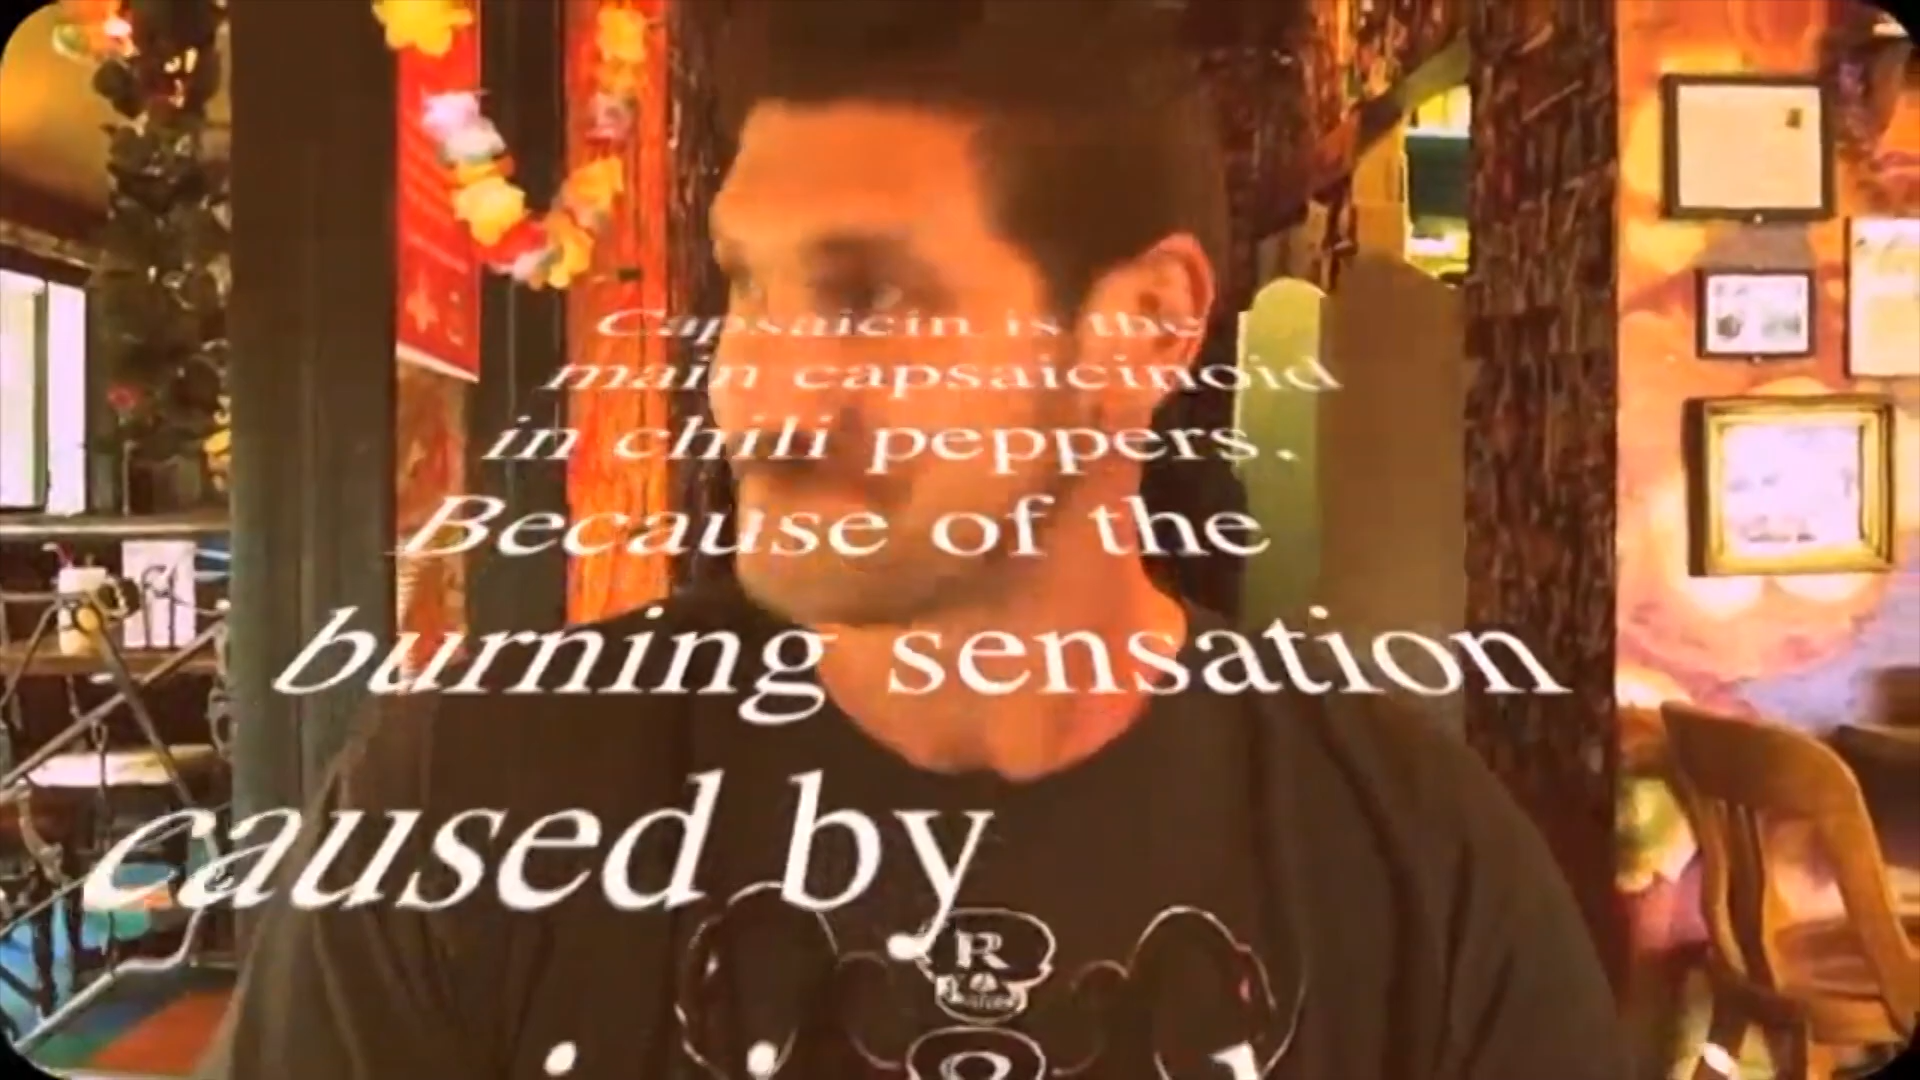 Capsaicin is the
main capsaicinoid
in chili peppers.
Because of the
burning sensation
caused by
R